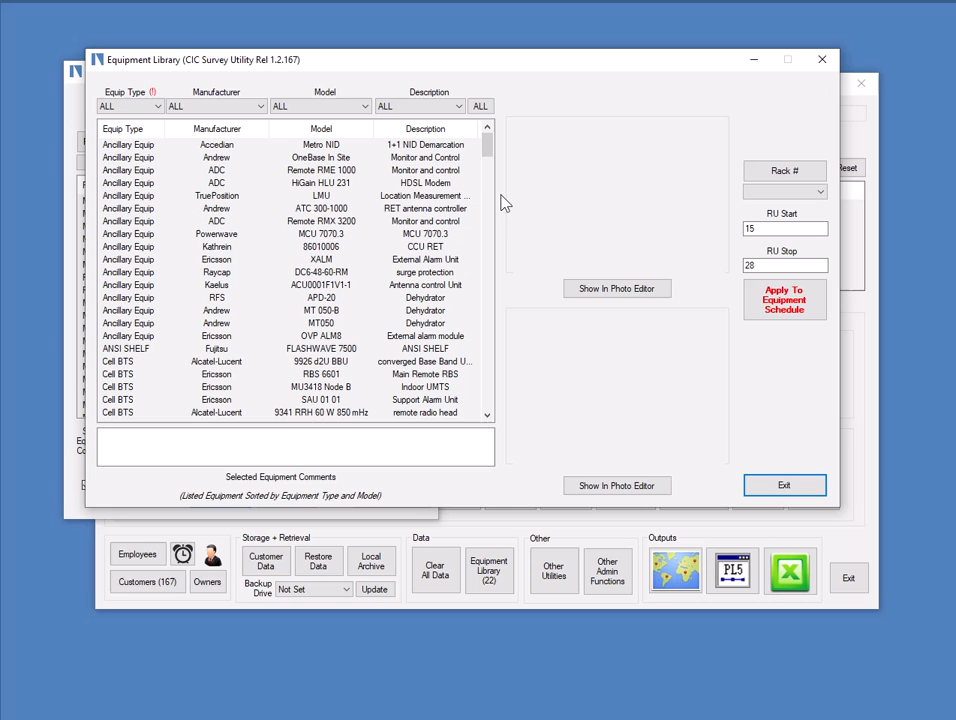 Equipment Library (CIC Survey Utility Rel 1.2.167)
Equip Type (!) Manufacturer Model Description
ALL ALL ALL ALL ALL
Equip Type Manufacturer Model Description
Ancillary Equip Accedian Metro NID 1+1 NID Demarcation
Ancillary Equip Andrew OneBase In Site Monitor and Control
Ancillary Equip ADC Remote RME 1000 Monitor and control
Ancillary Equip ADC HiGain HLU 231 HDSL Modem
Ancillary Equip TruePosition LMU Location Measurement ...
Ancillary Equip Andrew ATC 300-1000 RET antenna controller
Ancillary Equip ADC Remote RMX 3200 Monitor and control
Ancillary Equip Powerwave MCU 7070.3 MCU 7070.3
Ancillary Equip Kathrein 86010006 CCU RET
Ancillary Equip Ericsson XALM External Alarm Unit
Ancillary Equip Raycap DC6-48-60-RM surge protection
Ancillary Equip Kaelus ACU0001F1V1-1 Antenna control Unit
Ancillary Equip RFS APD-20 Dehydrator
Ancillary Equip Andrew MT 050-B Dehydrator
Ancillary Equip Andrew MT050 Dehydrator
Ancillary Equip Ericsson OVP ALM8 External alarm module
ANSI SHELF Fujitsu FLASHWAVE 7500 ANSI SHELF
Cell BTS Alcatel-Lucent 9926 d2U BBU converged Base Band U...
Cell BTS Ericsson RBS 6601 Main Remote RBS
Cell BTS Ericsson MU3418 Node B Indoor UMTS
Cell BTS Ericsson SAU 01 01 Support Alarm Unit
Cell BTS Alcatel-Lucent 9341 RRH 60 W 850 mHz remote radio head
Selected Equipment Comments
(Listed Equipment Sorted by Equipment Type and Model)
Show In Photo Editor
Show In Photo Editor
Rack #
RU Start
15
RU Stop
28
Apply To
Equipment
Schedule
Exit
Reset
Employees
Customers (167) Owners
Storage + Retrieval
Customer
Data
Restore
Data
Local
Archive
Backup
Drive
Not Set Update
Data
Clear
All Data
Equipment
Library
(22)
Other
Other
Utilities
Other
Admin
Functions
Outputs
PL5
Exit